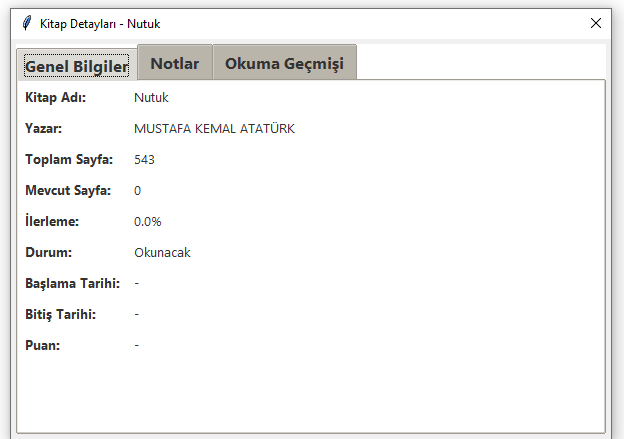 Kitap Detayları - Nutuk
Genel Bilgiler Notlar Okuma Geçmişi
Kitap Adı: Nutuk
Yazar: MUSTAFA KEMAL ATATÜRK
Toplam Sayfa: 543
Mevcut Sayfa: 0
İlerleme: 0.0%
Durum: Okunacak
Başlama Tarihi: -
Bitiş Tarihi: -
Puan: -